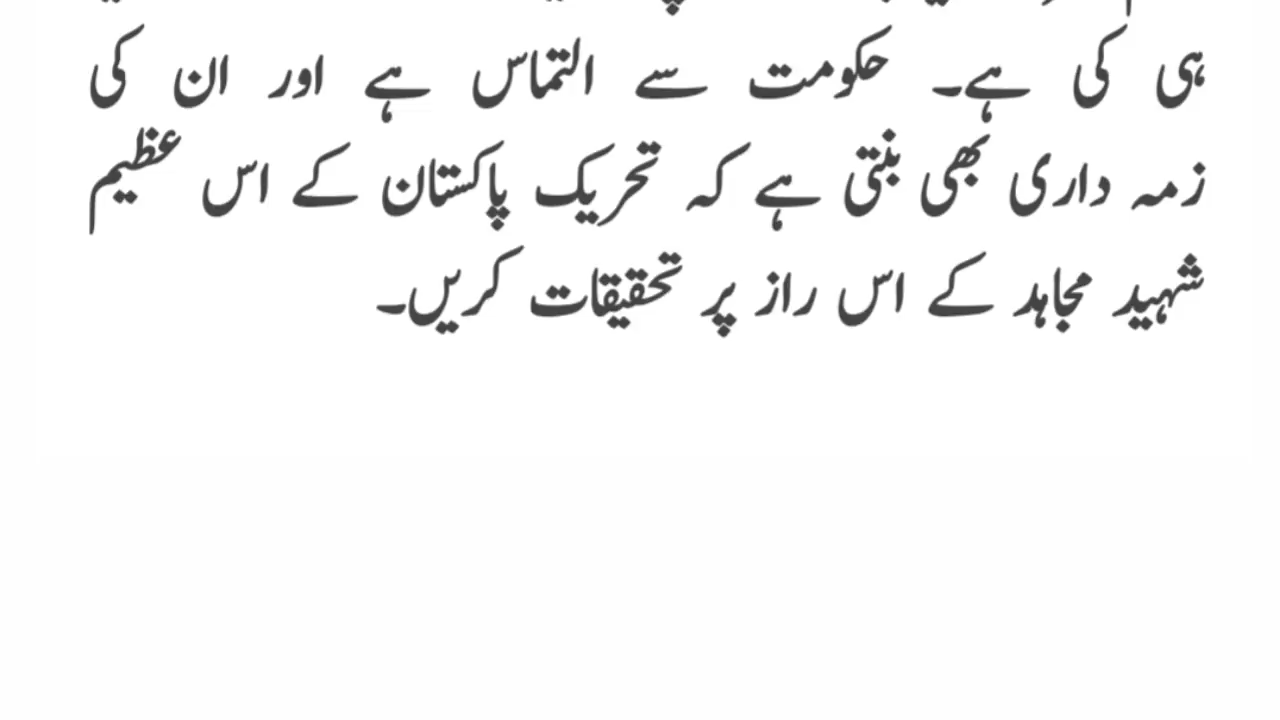 ہی کی ہے۔ حکومت سے التماس ہے اور ان کی
زمہ داری بھی بنتی ہے کہ تحریک پاکستان کے اس عظیم
شہید مجاہد کے اس راز پر تحقیقات کریں۔